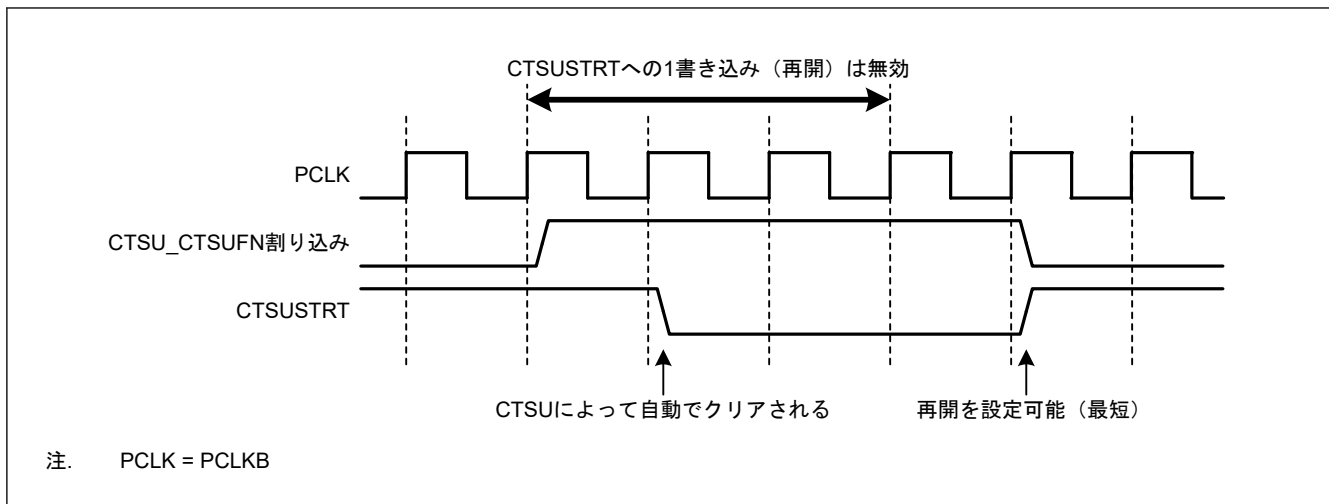 CTSUSTRTへの1書き込み（再開）は無効
PCLK
CTSU_CTSUFN割り込み
CTSUSTRT
CTSUによって自動でクリアされる
再開を設定可能（最短）
注. PCLK = PCLKB